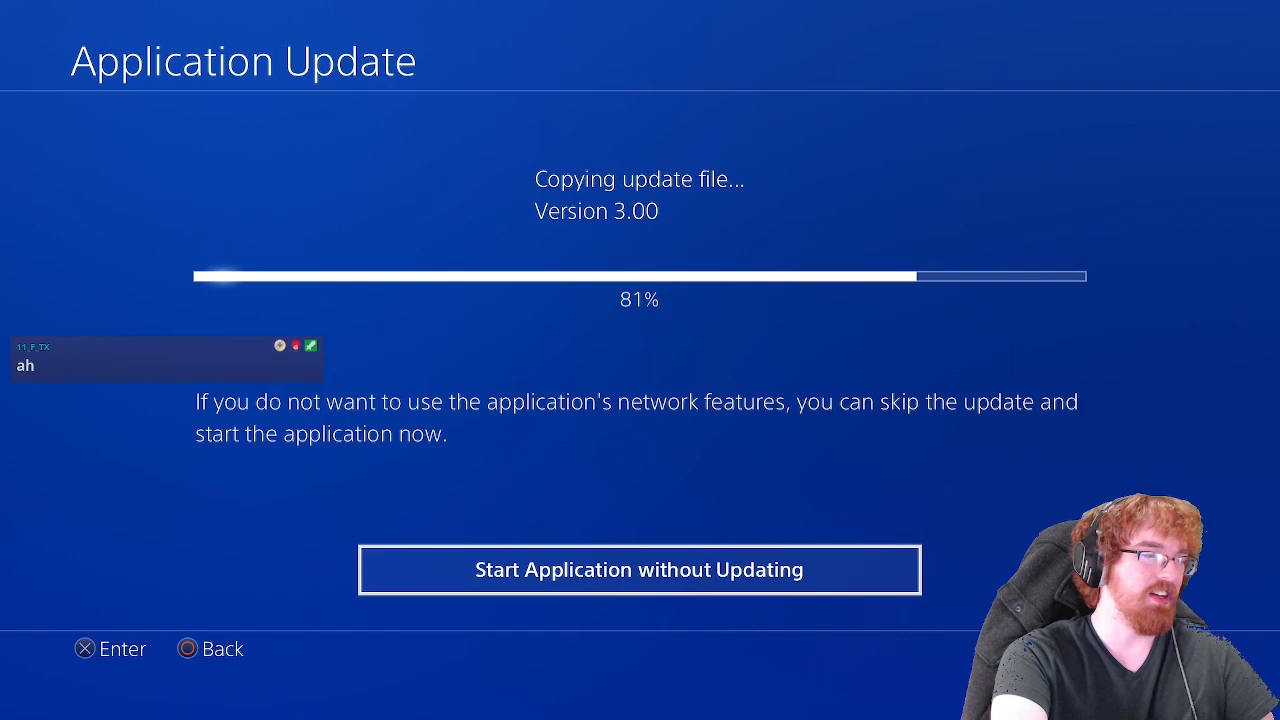 Application Update
Copying update file...
Version 3.00
81%
11_F_TX
ah
If you do not want to use the application's network features, you can skip the update and
start the application now.
Start Application without Updating
Enter
Back